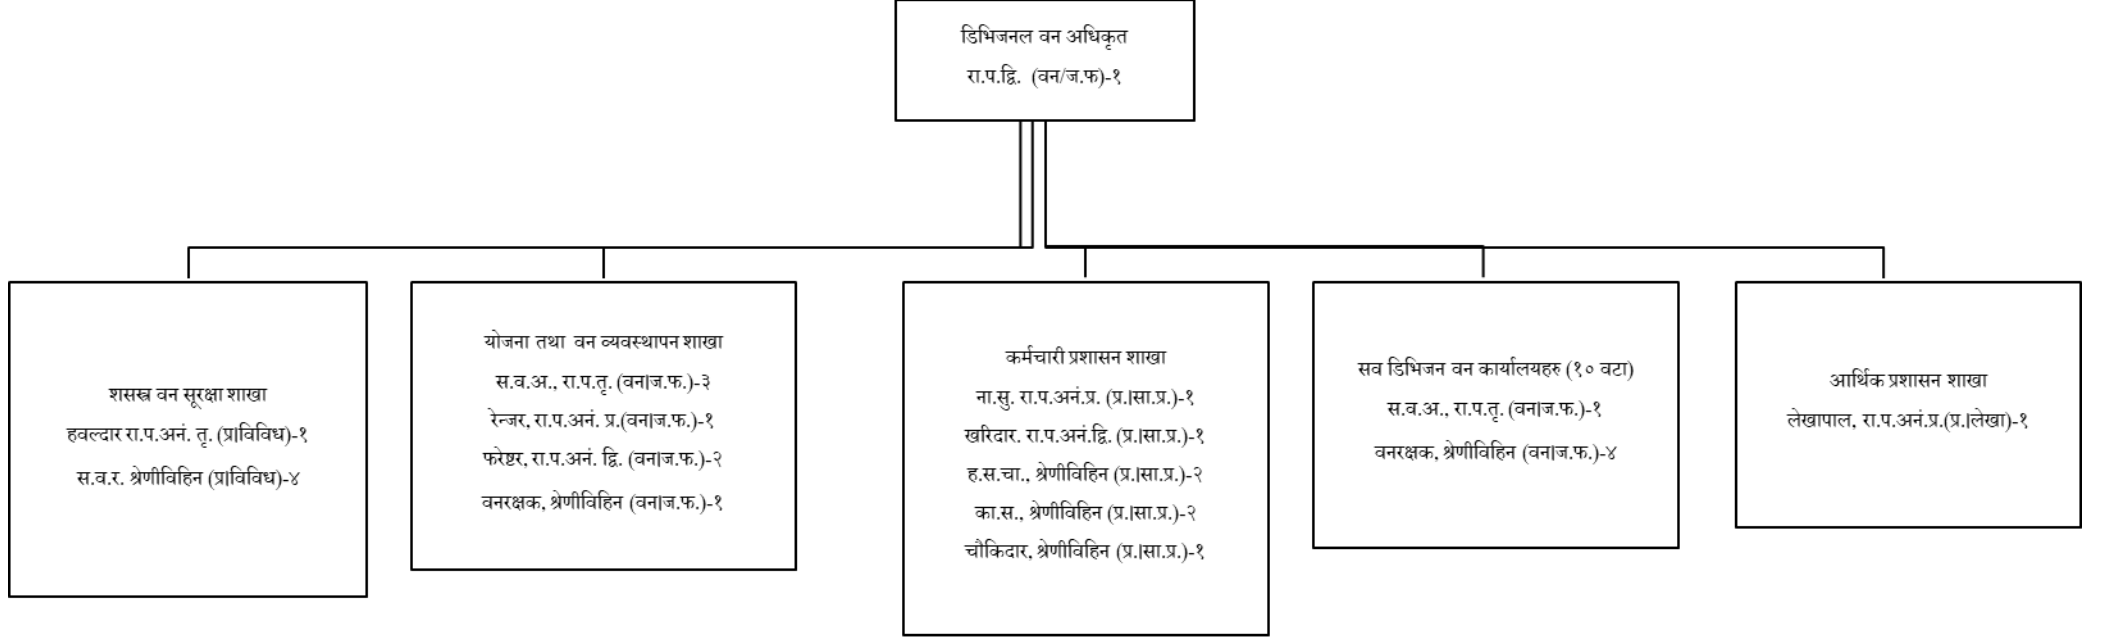 डिभिजनल वन अधिकृत
रा.प.द्वि. (वन/ज.फ)-१
शसस्त्र वन सूरक्षा शाखा
हवल्दार रा.प.अनं. तृ. (प्र|विविध)-१
स.व.र. श्रेणीविहिन (प्र|विविध)-४
योजना तथा वन व्यवस्थापन शाखा
स.व.अ., रा.प.तृ. (वन|ज.फ.)-३
रेन्जर, रा.प.अनं. प्र.(वन|ज.फ.)-१
फरेष्टर, रा.प.अनं. द्वि. (वन|ज.फ.)-२
वनरक्षक, श्रेणीविहिन (वन|ज.फ.)-१
कर्मचारी प्रशासन शाखा
ना.सु. रा.प.अनं.प्र. (प्र.|सा.प्र.)-१
खरिदार. रा.प.अनं.द्वि. (प्र.|सा.प्र.)-१
ह.स.चा., श्रेणीविहिन (प्र.|सा.प्र.)-२
का.स., श्रेणीविहिन (प्र.|सा.प्र.)-२
चौकिदार, श्रेणीविहिन (प्र.|सा.प्र.)-१
सव डिभिजन वन कार्यालयहरु (१० वटा)
स.व.अ., रा.प.तृ. (वन|ज.फ.)-१
वनरक्षक, श्रेणीविहिन (वन|ज.फ.)-४
आर्थिक प्रशासन शाखा
लेखापाल, रा.प.अनं.प्र.(प्र.|लेखा)-१